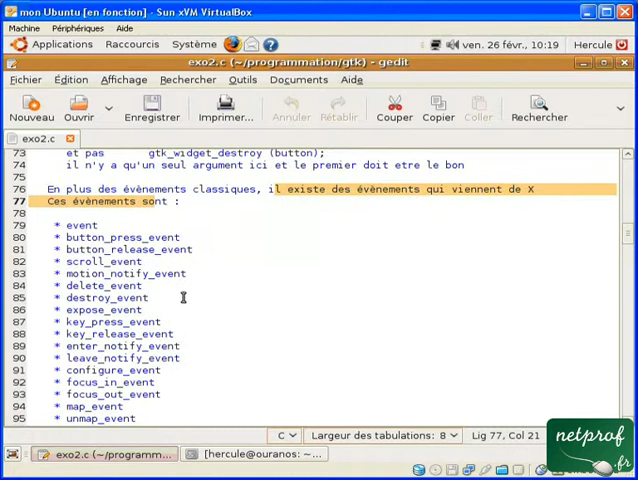 mon Ubuntu [en fonction] - Sun xVM VirtualBox
Machine Périphériques Aide
Applications Raccourcis Système ven. 26 févr., 10:19 Hercule
exo2.c (~/programmation/gtk) - gedit
Fichier Édition Affichage Rechercher Outils Documents Aide
Nouveau Ouvrir Enregistrer Imprimer... Annuler Rétablir Couper Copier Rechercher
exo2.c
73 et pas gtk_widget_destroy (button);
74 il n'y a qu'un seul argument ici et le premier doit etre le bon
75
76 En plus des évènements classiques, il existe des évènements qui viennent de X
77 Ces évènements sont :
78
79 * event
80 * button_press_event
81 * button_release_event
82 * scroll_event
83 * motion_notify_event
84 * delete_event
85 * destroy_event
86 * expose_event
87 * key_press_event
88 * key_release_event
89 * enter_notify_event
90 * leave_notify_event
91 * configure_event
92 * focus_in_event
93 * focus_out_event
94 * map_event
95 * unmap_event
C Largeur des tabulations: 8 Lig 77, Col 21
exo2.c (~/programm... [hercule@ouranos: ~/...
netprof
.fr